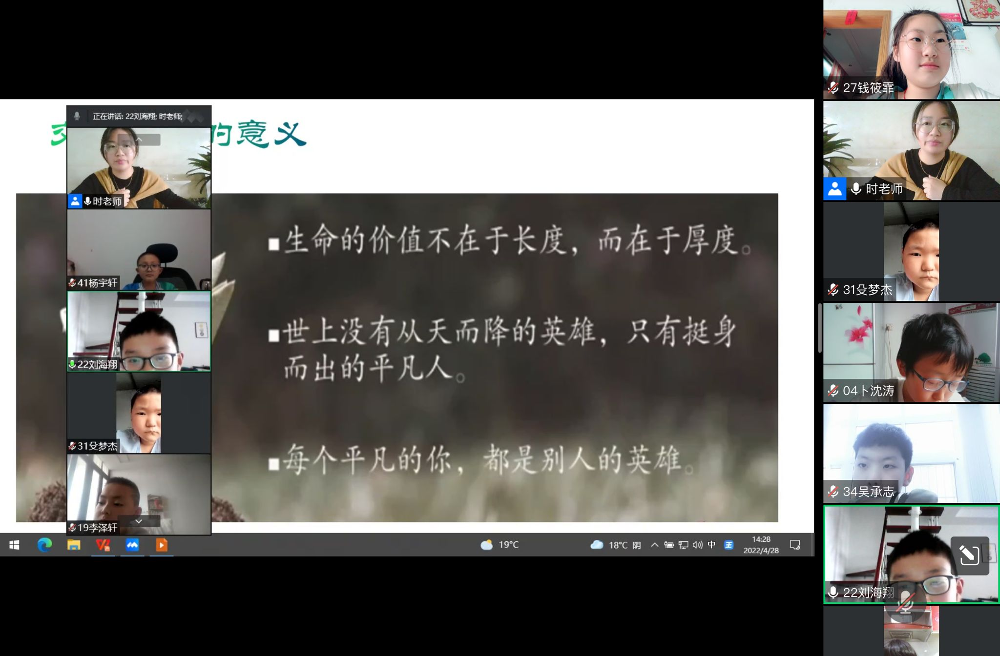 正在讲话: 22刘海翔; 时老师;
的意义
时老师
41杨宇轩
22刘海翔
31殳梦杰
19李泽轩
生命的价值不在于长度，而在于厚度。
世上没有从天而降的英雄，只有挺身
而出的平凡人。
每个平凡的你，都是别人的英雄。
19°C
18°C 阴
中
14:28
2022/4/28
27钱筱霏
时老师
31殳梦杰
04卜沈涛
34吴承志
22刘海翔